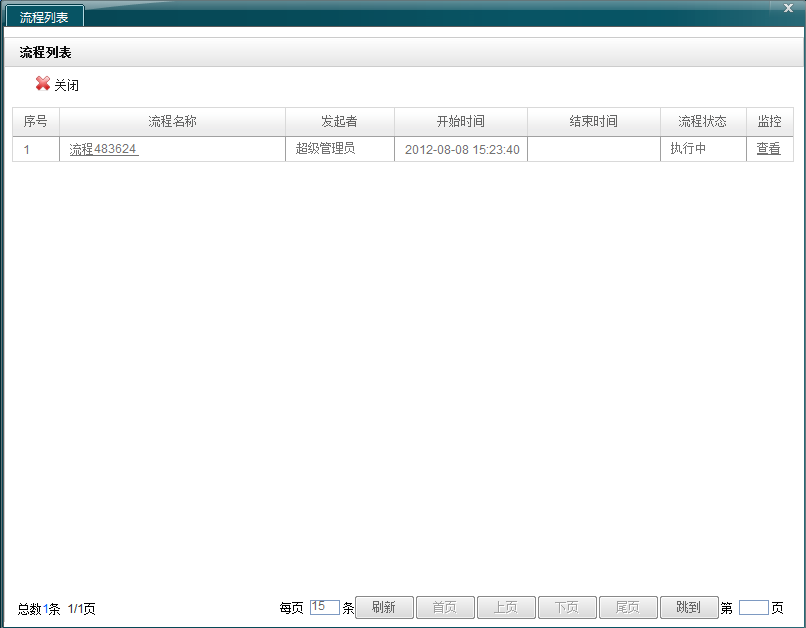 流程列表
流程列表
关闭
序号 流程名称 发起者 开始时间 结束时间 流程状态 监控
1 流程483624 超级管理员 2012-08-08 15:23:40 执行中 查看
总数1条 1/1页 每页 15 条 刷新 首页 上页 下页 尾页 跳到 第 页